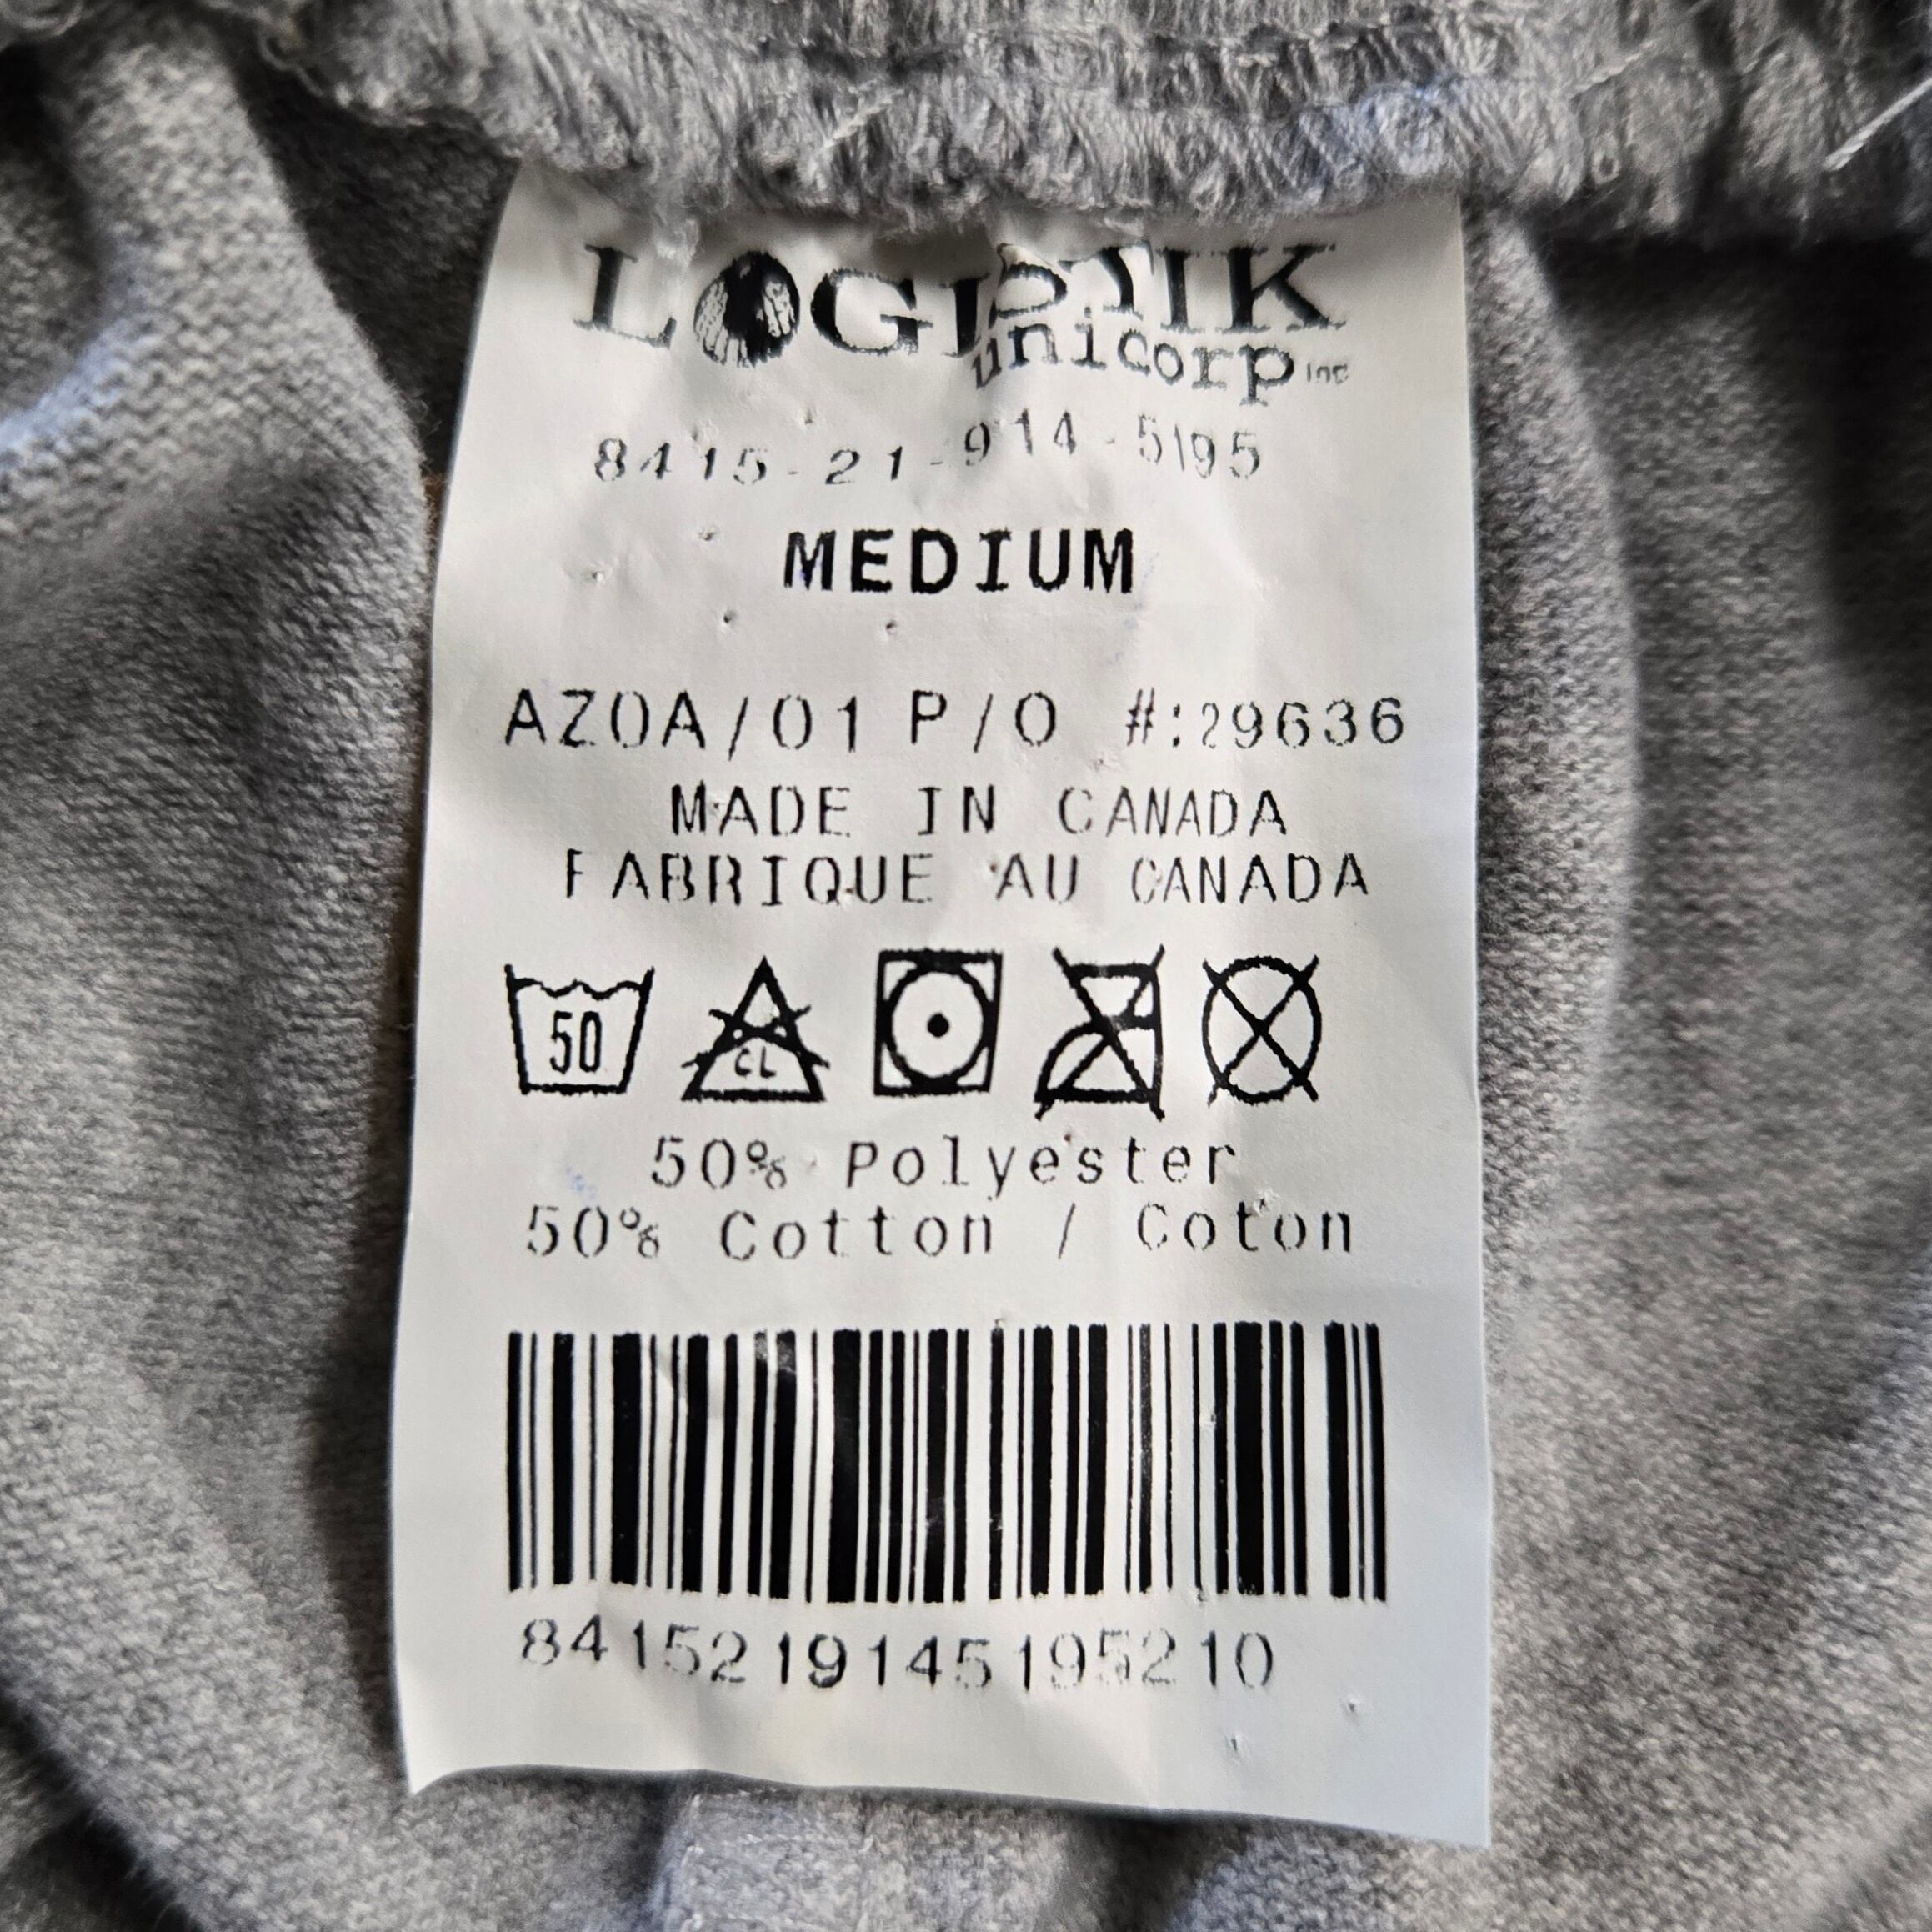 LOGISTIK
unicorp inc
8415-21-914-5195
MEDIUM
AZOA/01 P/O #:29636
MADE IN CANADA
FABRIQUE AU CANADA
50 CL
50% Polyester
50% Cotton / Coton
8415219145195210